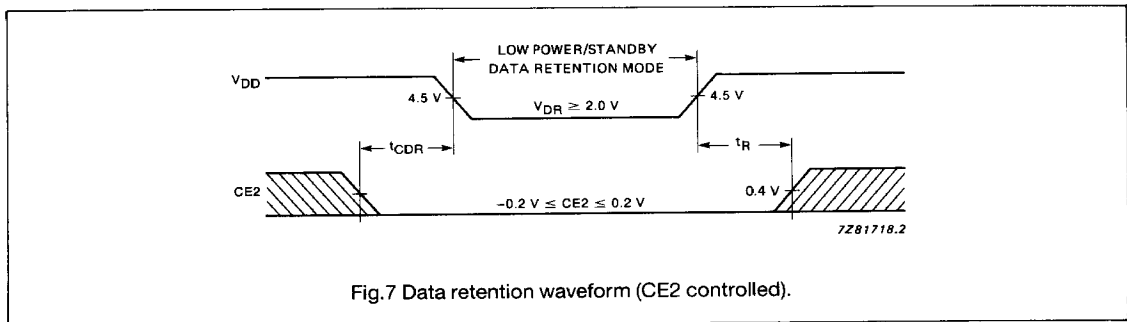 LOW POWER/STANDBY
DATA RETENTION MODE
VDD
4.5 V
VDR ≥ 2.0 V
4.5 V
tCDR
tR
CE2
0.4 V
−0.2 V ≤ CE2 ≤ 0.2 V
7Z81718.2
Fig.7 Data retention waveform (CE2 controlled).